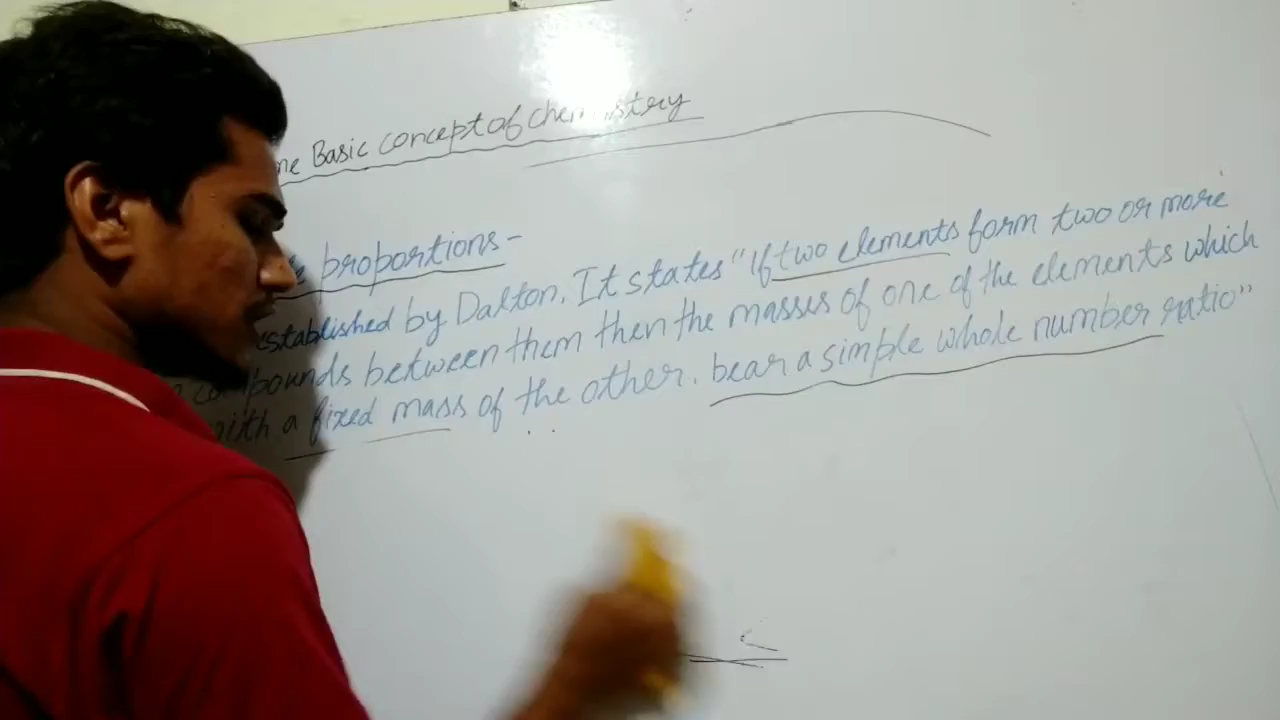 Basic concept of chemistry
proportions-
established by Dalton. It states "If two elements form two or more
compounds between them then the masses of one of the elements which
with a fixed mass of the other. bear a simple whole number ratio"